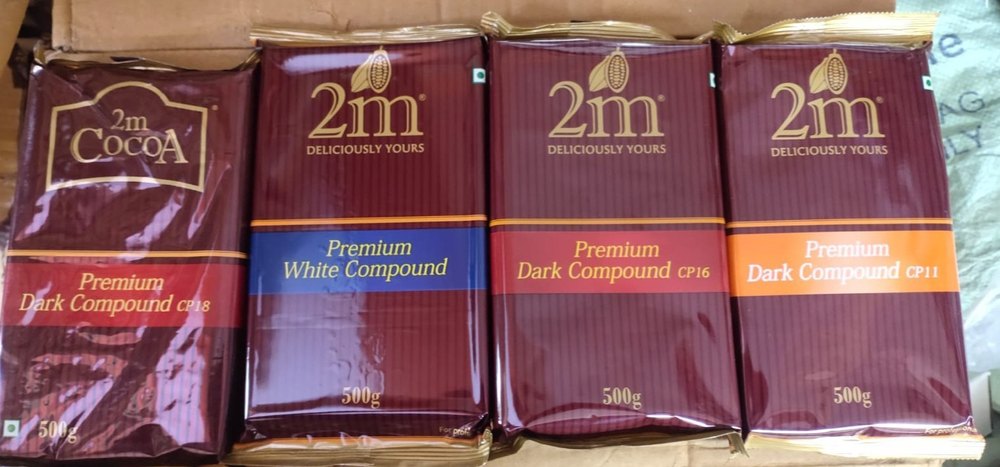 2m
COCOA
Premium
Dark Compound CP18
500g
2m
DELICIOUSLY YOURS
Premium
White Compound
500g
2m
DELICIOUSLY YOURS
Premium
Dark Compound CP16
500g
2m
DELICIOUSLY YOURS
Premium
Dark Compound CP11
500g